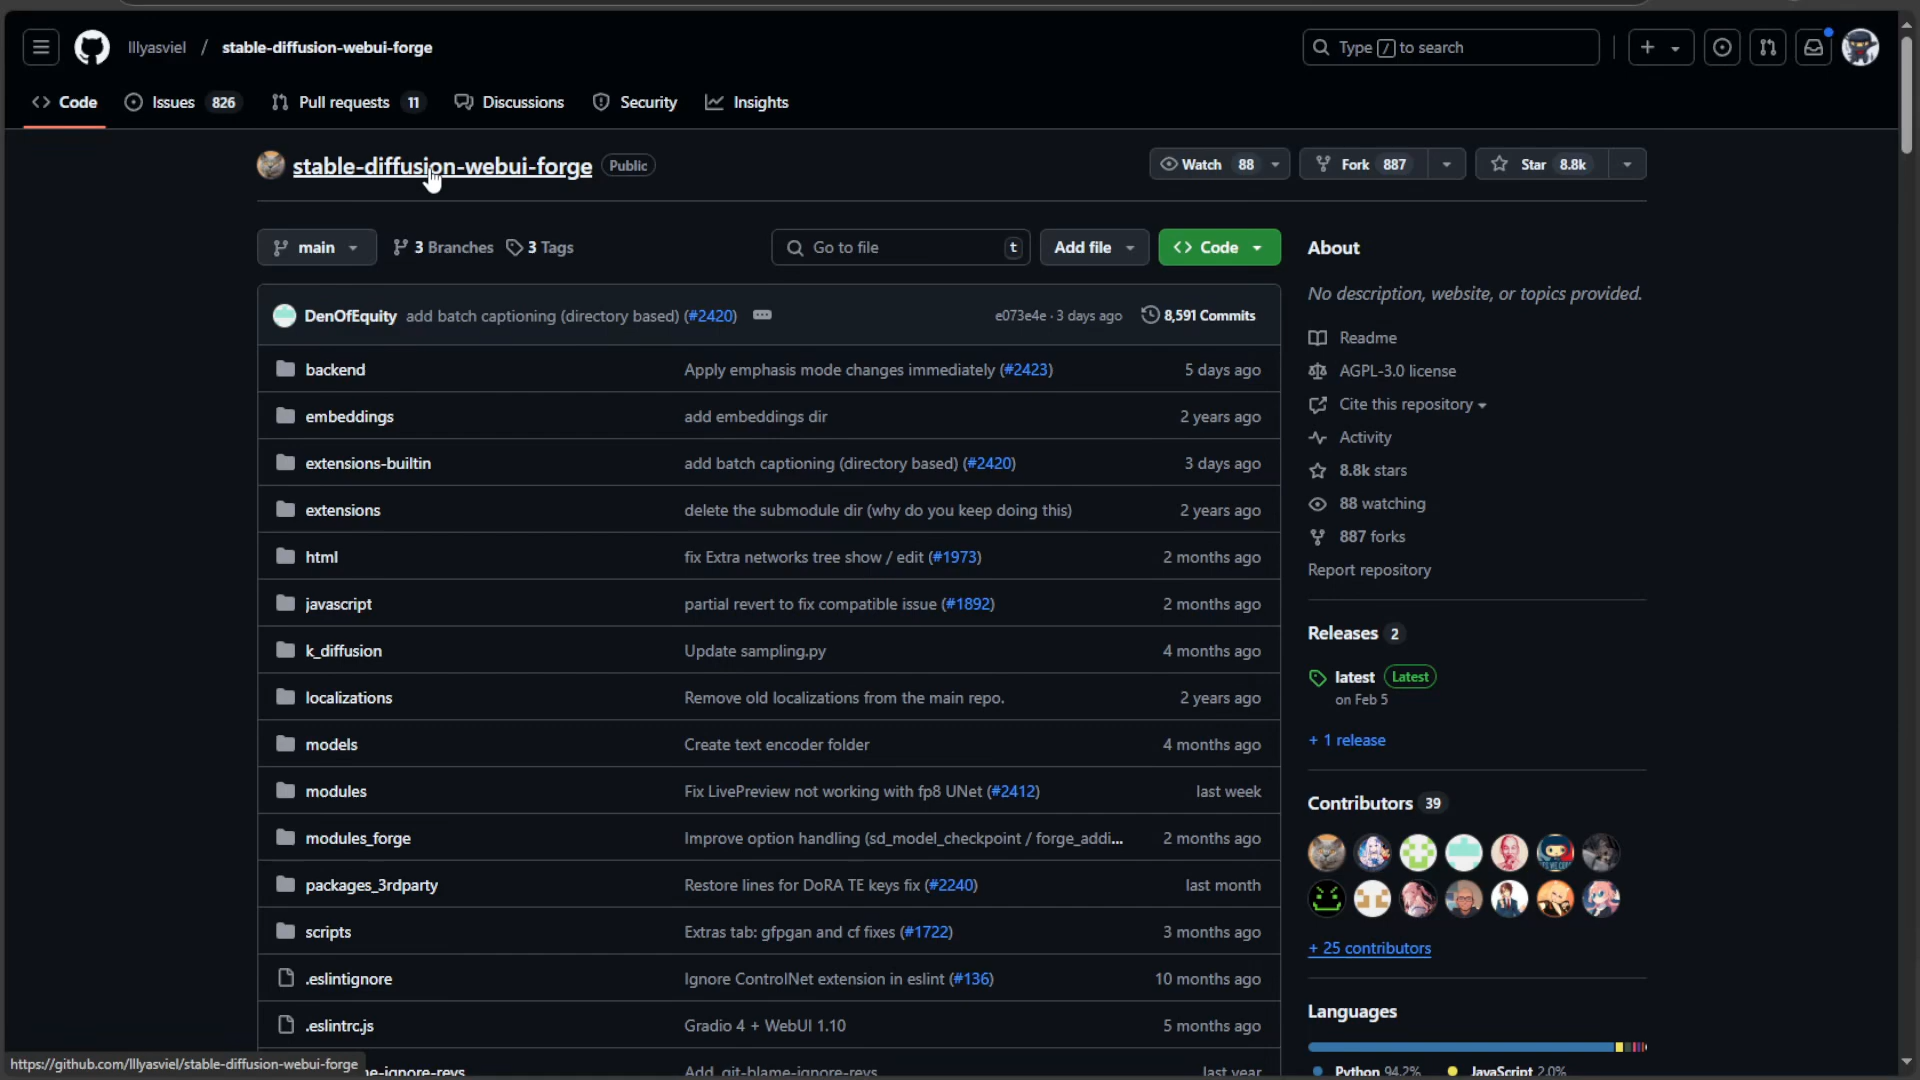 lllyasviel / stable-diffusion-webui-forge
Type / to search
Code Issues 826 Pull requests 11 Discussions Security Insights
stable-diffusion-webui-forge Public
Watch 88 Fork 887 Star 8.8k
main 3 Branches 3 Tags Go to file t Add file Code
DenOfEquity add batch captioning (directory based) (#2420) e073e4e · 3 days ago 8,591 Commits
backend Apply emphasis mode changes immediately (#2423) 5 days ago
embeddings add embeddings dir 2 years ago
extensions-builtin add batch captioning (directory based) (#2420) 3 days ago
extensions delete the submodule dir (why do you keep doing this) 2 years ago
html fix Extra networks tree show / edit (#1973) 2 months ago
javascript partial revert to fix compatible issue (#1892) 2 months ago
k_diffusion Update sampling.py 4 months ago
localizations Remove old localizations from the main repo. 2 years ago
models Create text encoder folder 4 months ago
modules Fix LivePreview not working with fp8 UNet (#2412) last week
modules_forge Improve option handling (sd_model_checkpoint / forge_addi... 2 months ago
packages_3rdparty Restore lines for DoRA TE keys fix (#2240) last month
scripts Extras tab: gfpgan and cf fixes (#1722) 3 months ago
.eslintignore Ignore ControlNet extension in eslint (#136) 10 months ago
.eslintrc.js Gradio 4 + WebUI 1.10 5 months ago
e-ignore-revs Add .git-blame-ignore-revs last year
https://github.com/lllyasviel/stable-diffusion-webui-forge
About
No description, website, or topics provided.
Readme
AGPL-3.0 license
Cite this repository
Activity
8.8k stars
88 watching
887 forks
Report repository
Releases 2
latest Latest
on Feb 5
+ 1 release
Contributors 39
+ 25 contributors
Languages
Python 94.2% JavaScript 2.0%